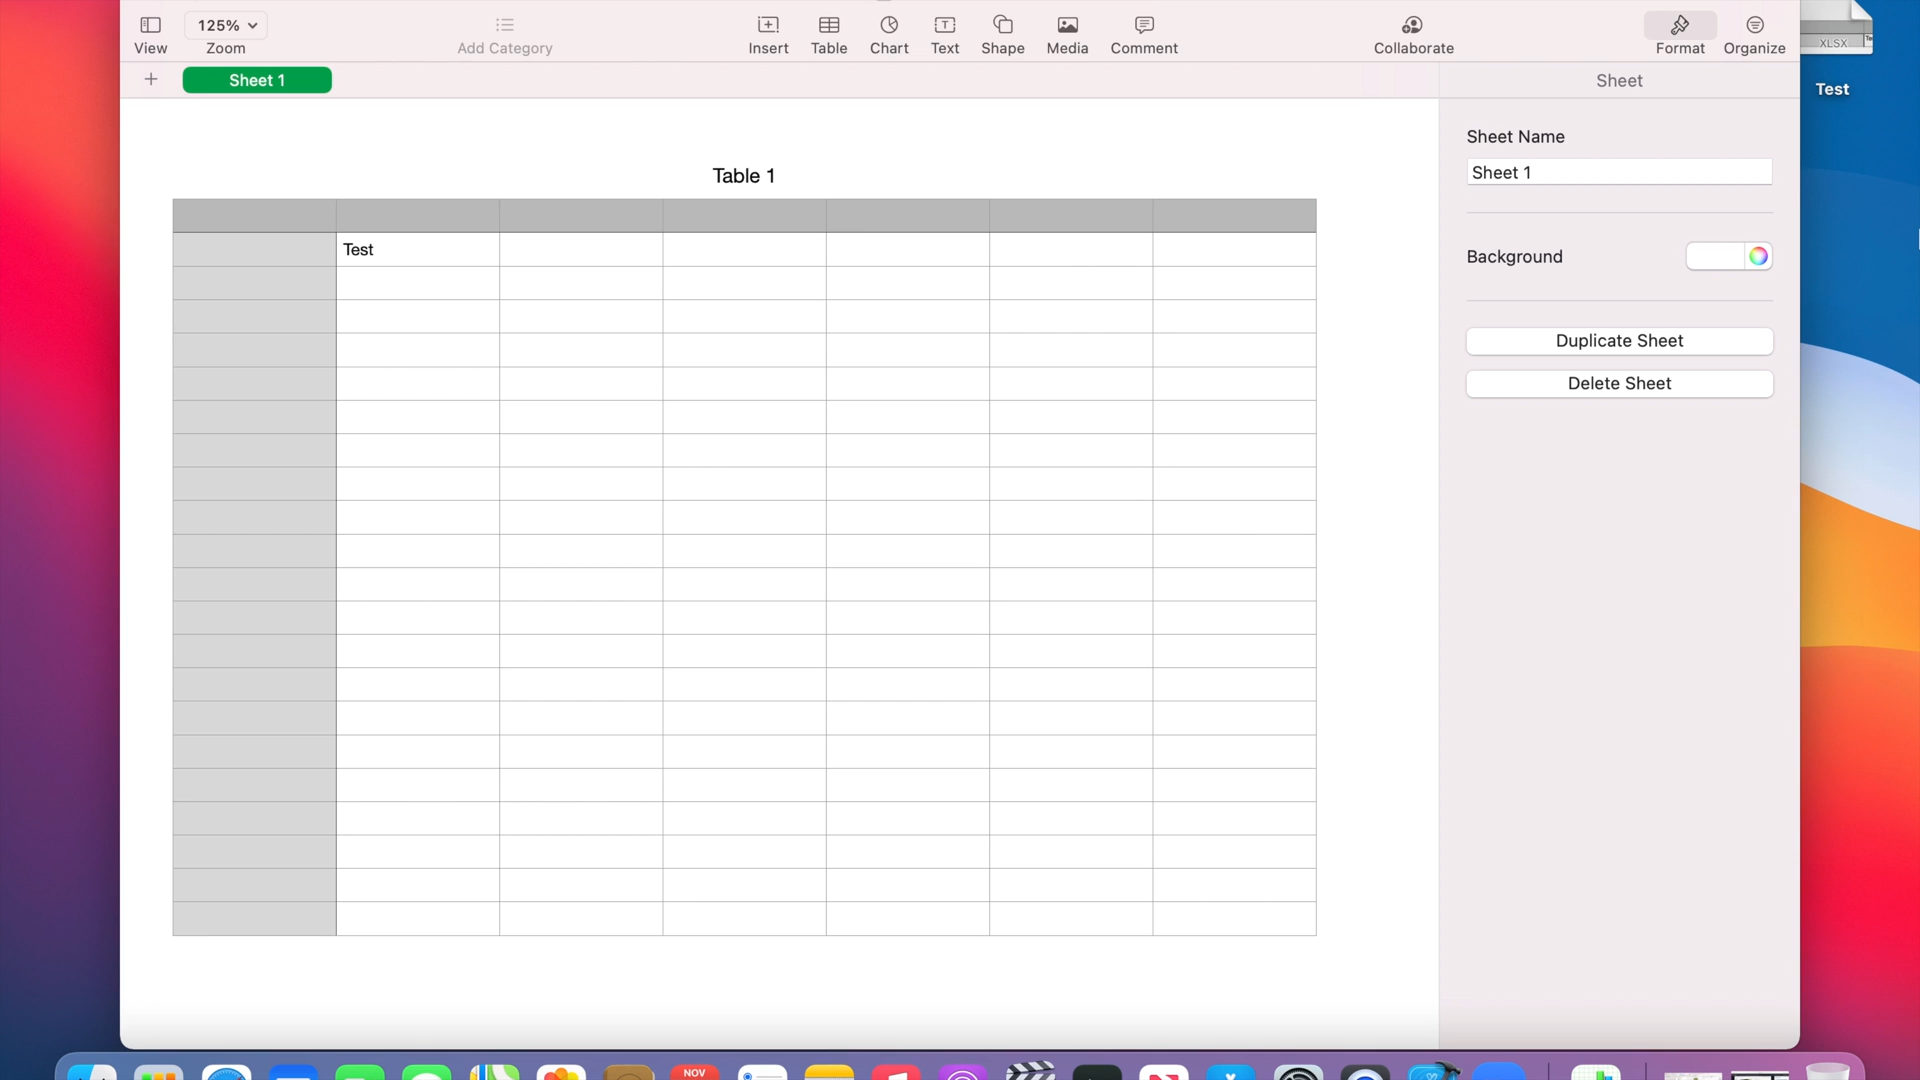 125%
View
Zoom
Add Category
Insert
Table
Chart
Text
Shape
Media
Comment
Collaborate
Format
Organize
XLSX
Test
Sheet 1
Sheet
Sheet Name
Sheet 1
Background
Duplicate Sheet
Delete Sheet
Table 1
Test
NOV